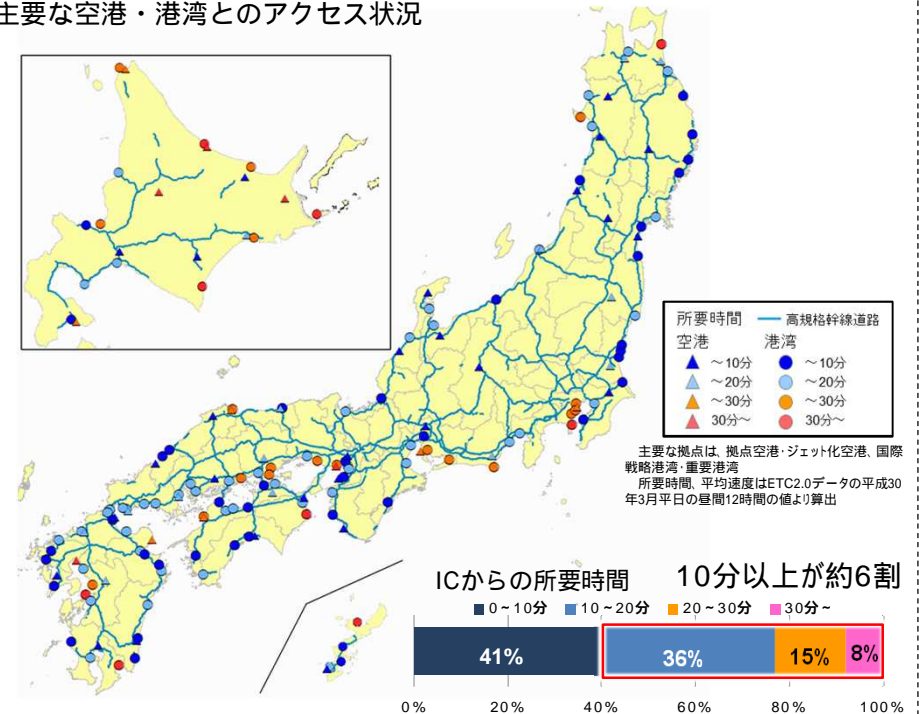 主要な空港・港湾とのアクセス状況
所要時間 高規格幹線道路
空港 港湾
～10分 ～10分
～20分 ～20分
～30分 ～30分
30分～ 30分～
主要な拠点は、拠点空港・ジェット化空港、国際
戦略港湾・重要港湾
所要時間、平均速度はETC2.0データの平成30
年3月平日の昼間12時間の値より算出
ICからの所要時間 10分以上が約6割
0～10分 10～20分 20～30分 30分～
41% 36% 15% 8%
0% 20% 40% 60% 80% 100%